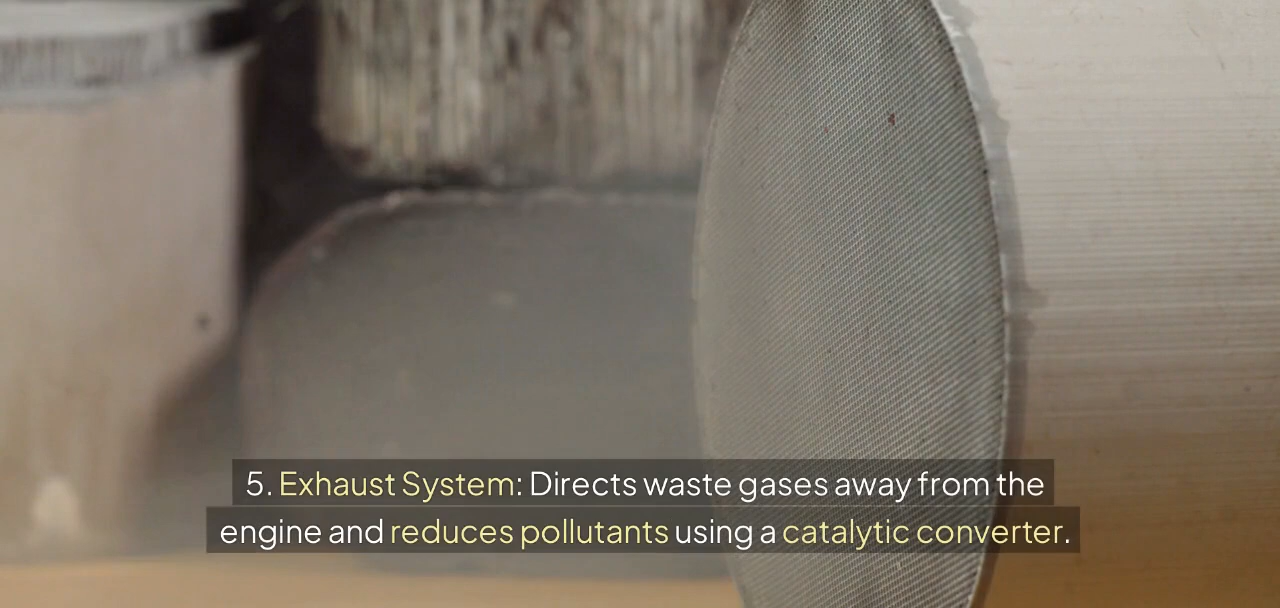 5. Exhaust System: Directs waste gases away from the
engine and reduces pollutants using a catalytic converter.